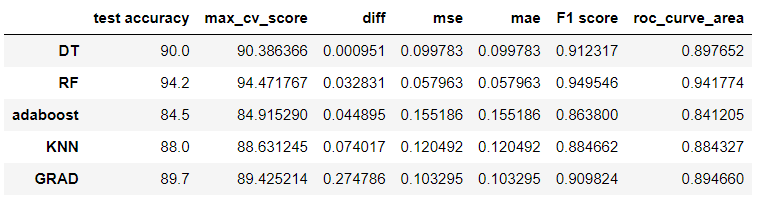 test accuracy max_cv_score diff mse mae F1 score roc_curve_area
DT 90.0 90.386366 0.000951 0.099783 0.099783 0.912317 0.897652
RF 94.2 94.471767 0.032831 0.057963 0.057963 0.949546 0.941774
adaboost 84.5 84.915290 0.044895 0.155186 0.155186 0.863800 0.841205
KNN 88.0 88.631245 0.074017 0.120492 0.120492 0.884662 0.884327
GRAD 89.7 89.425214 0.274786 0.103295 0.103295 0.909824 0.894660